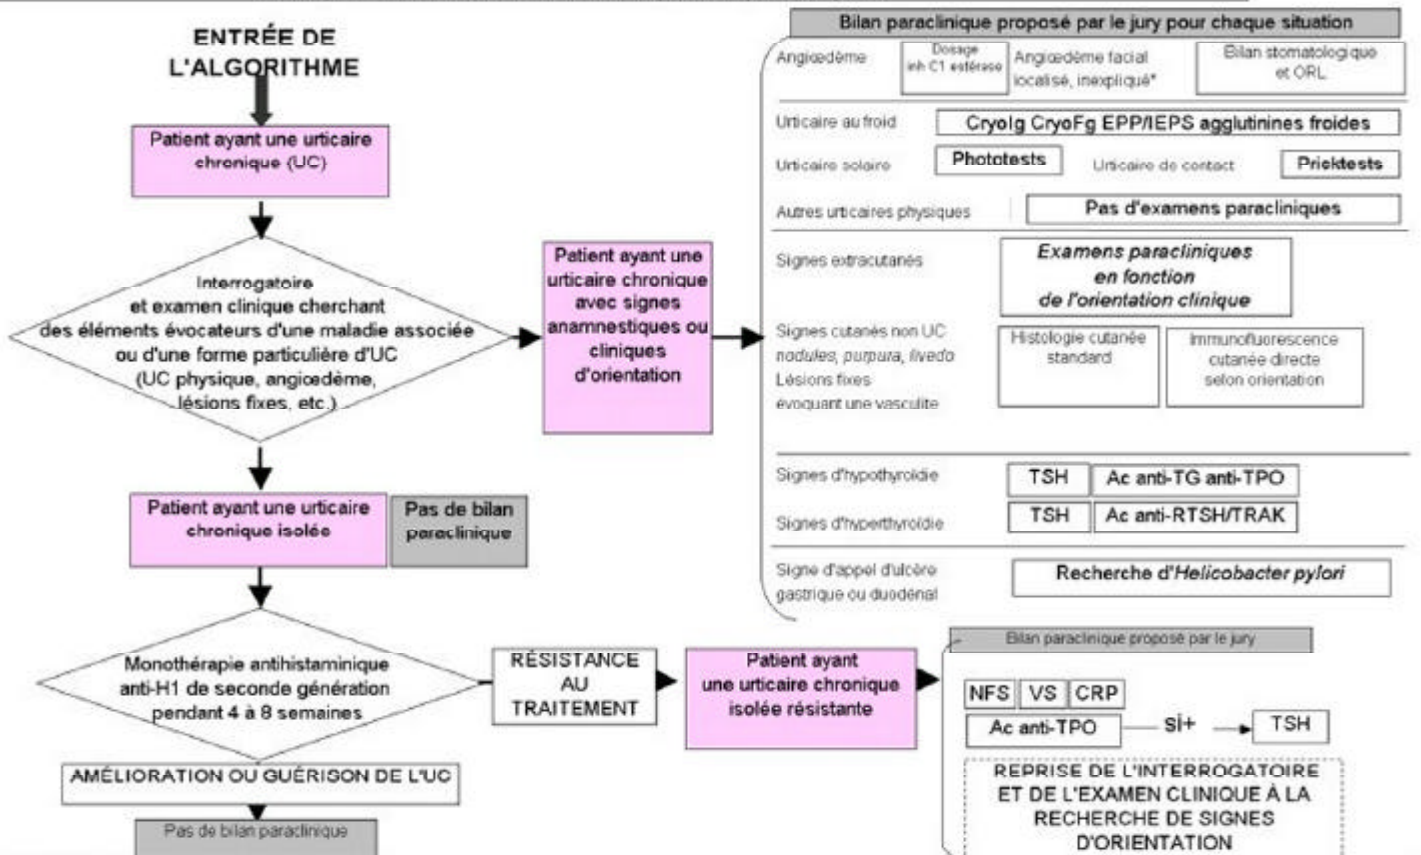 ENTRÉE DE
L'ALGORITHME
Patient ayant une urticaire
chronique (UC)
Interrogatoire
et examen clinique cherchant
des éléments évocateurs d'une maladie associée
ou d'une forme particulière d'UC
(UC physique, angiœdème,
lésions fixes, etc.)
Patient ayant une
urticaire chronique
avec signes
anamnestiques ou
cliniques
d'orientation
Bilan paraclinique proposé par le jury pour chaque situation
Angiœdème
Dosage
inh C1 estérase
Angiœdème facial
localisé, inexpliqué*
Bilan stomatologique
et ORL
Urticaire au froid
CryoIg CryoFg EPP/IEPS agglutinines froides
Urticaire solaire
Phototests
Urticaire de contact
Pricktests
Autres urticaires physiques
Pas d'examens paracliniques
Signes extracutanés
Examens paracliniques
en fonction
de l'orientation clinique
Signes cutanés non UC
nodules, purpura, livedo
Lésions fixes
évoquant une vasculite
Histologie cutanée
standard
Immunofluorescence
cutanée directe
selon orientation
Signes d'hypothyroïdie
TSH
Ac anti-TG anti-TPO
Signes d'hyperthyroïdie
TSH
Ac anti-RTSH/TRAK
Signe d'appel d'ulcère
gastrique ou duodénal
Recherche d'Helicobacter pylori
Patient ayant une urticaire
chronique isolée
Pas de bilan
paraclinique
Monothérapie antihistaminique
anti-H1 de seconde génération
pendant 4 à 8 semaines
RÉSISTANCE
AU
TRAITEMENT
Patient ayant
une urticaire chronique
isolée résistante
Bilan paraclinique proposé par le jury
NFS VS CRP
Ac anti-TPO si+ TSH
REPRISE DE L'INTERROGATOIRE
ET DE L'EXAMEN CLINIQUE À LA
RECHERCHE DE SIGNES
D'ORIENTATION
AMÉLIORATION OU GUÉRISON DE L'UC
Pas de bilan paraclinique